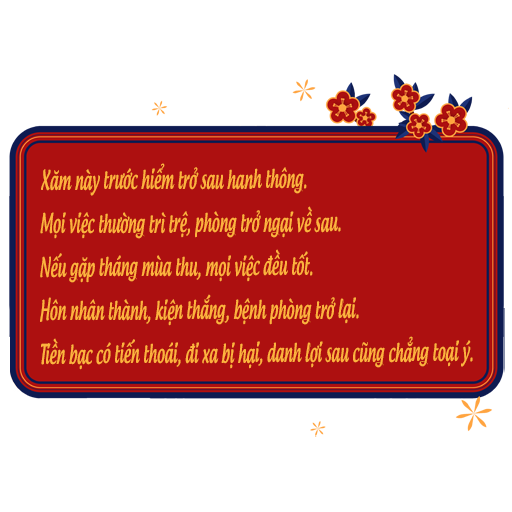 Xăm này trước hiểm trở sau hanh thông.
Mọi việc thường trì trệ, phòng trở ngại về sau.
Nếu gặp tháng mùa thu, mọi việc đều tốt.
Hôn nhân thành, kiện thắng, bệnh phòng trở lại.
Tiền bạc có tiến thoái, đi xa bị hại, danh lợi sau cũng chẳng toại ý.